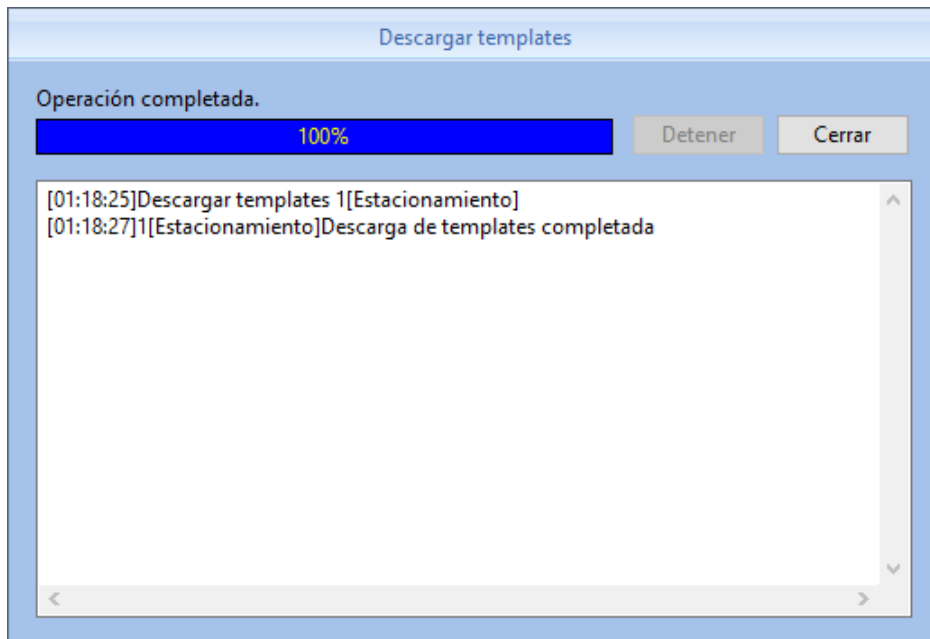 Descargar templates
Operación completada.
100%
Detener
Cerrar
[01:18:25]Descargar templates 1[Estacionamiento]
[01:18:27]1[Estacionamiento]Descarga de templates completada